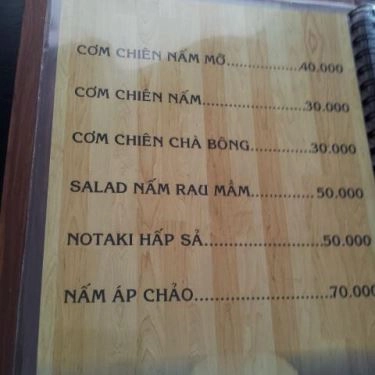 CƠM CHIÊN NẤM MỠ..................40.000
CƠM CHIÊN NẤM.......................30.000
CƠM CHIÊN CHÀ BÔNG.............30.000
SALAD NẤM RAU MẦM..............50.000
NOTAKI HẤP SẢ........................50.000
NẤM ÁP CHẢO...........................70.000